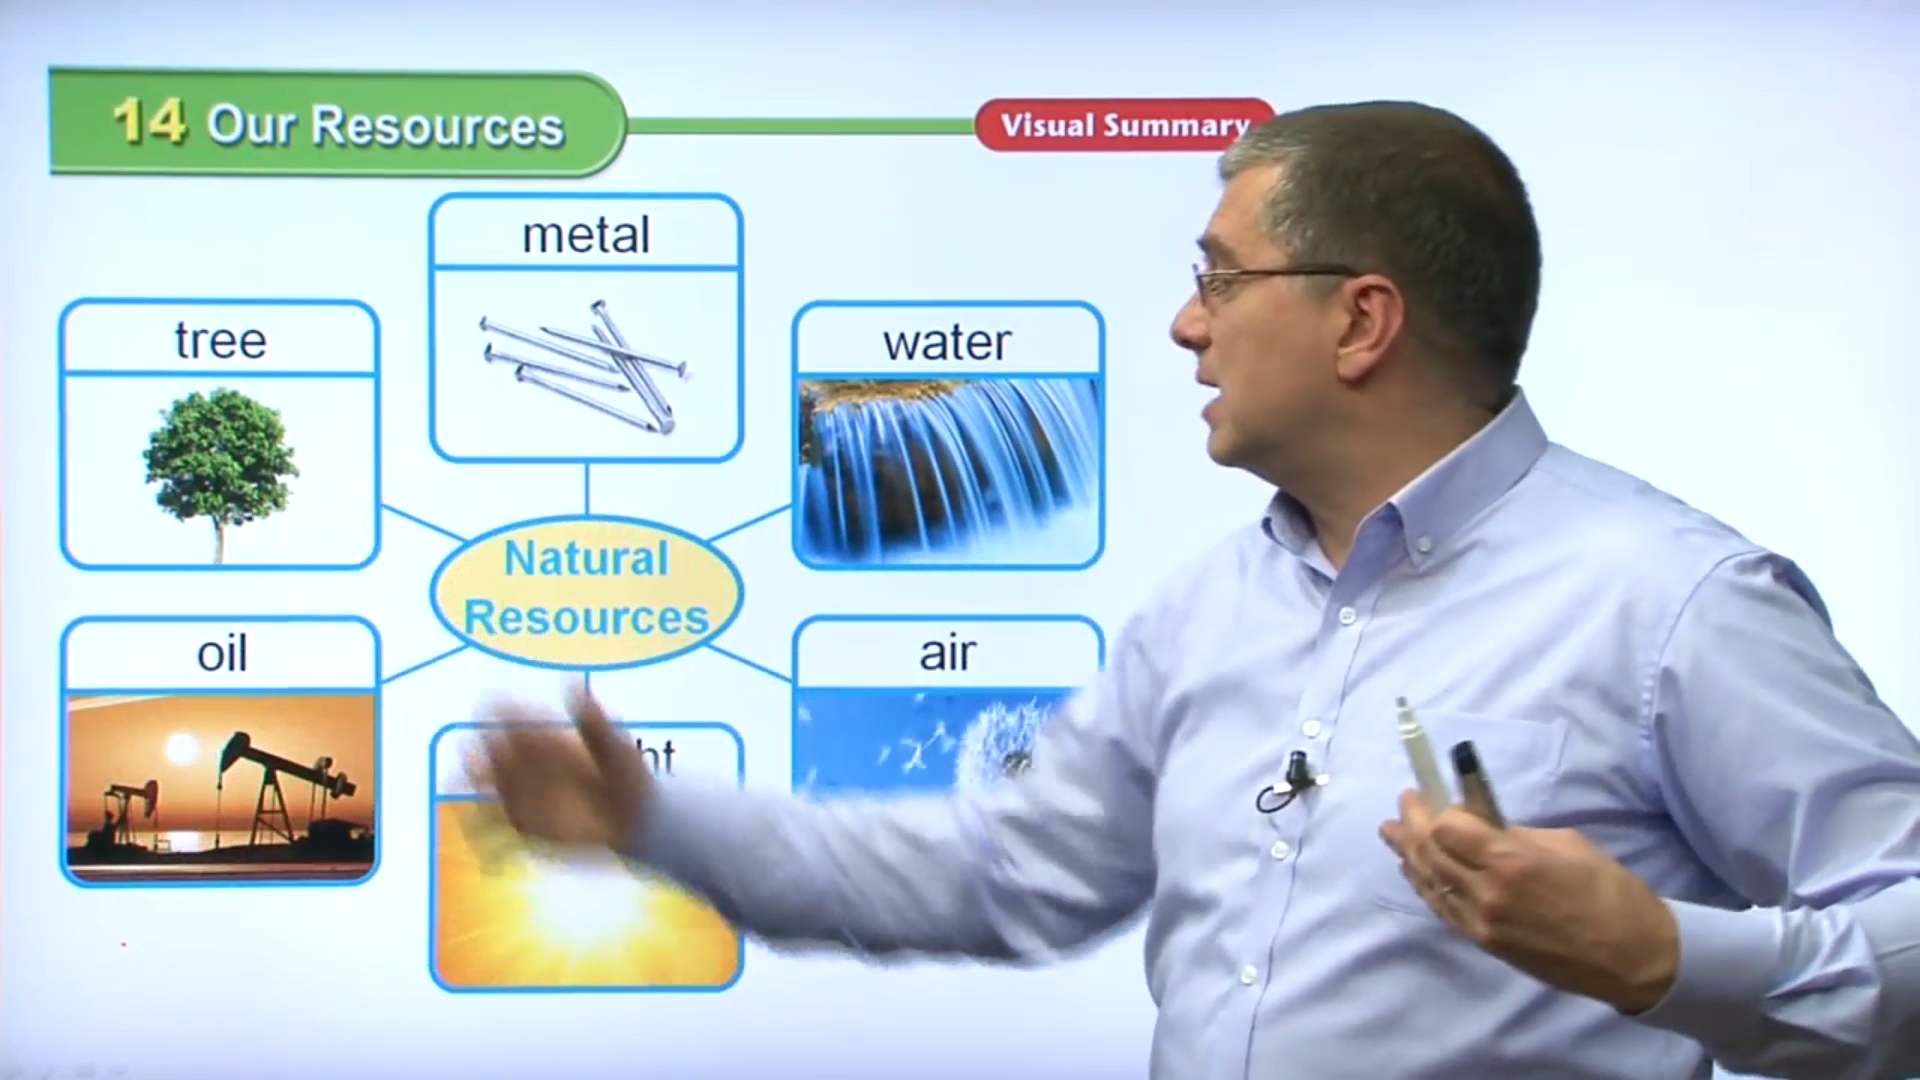 14 Our Resources
Visual Summary
metal
tree
water
Natural
Resources
oil
air